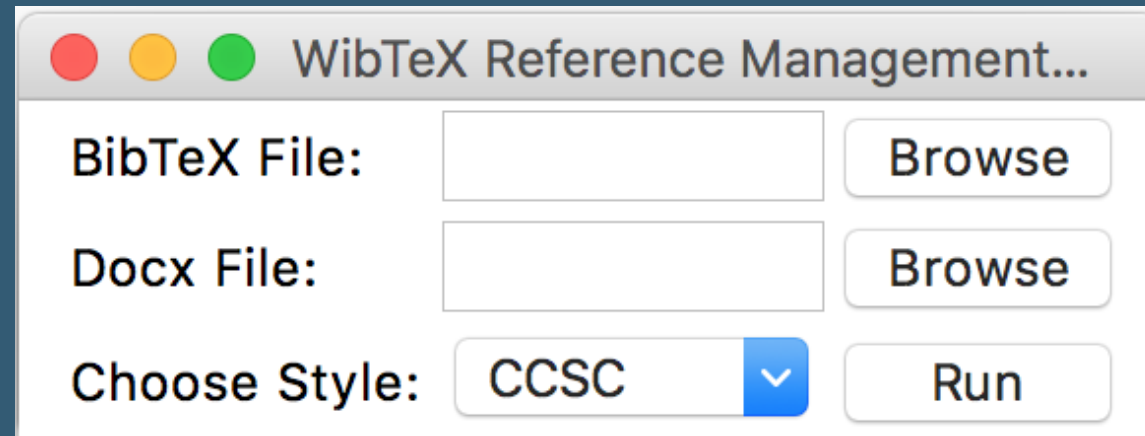 WibTeX Reference Management...
BibTeX File: Browse
Docx File: Browse
Choose Style: CCSC Run